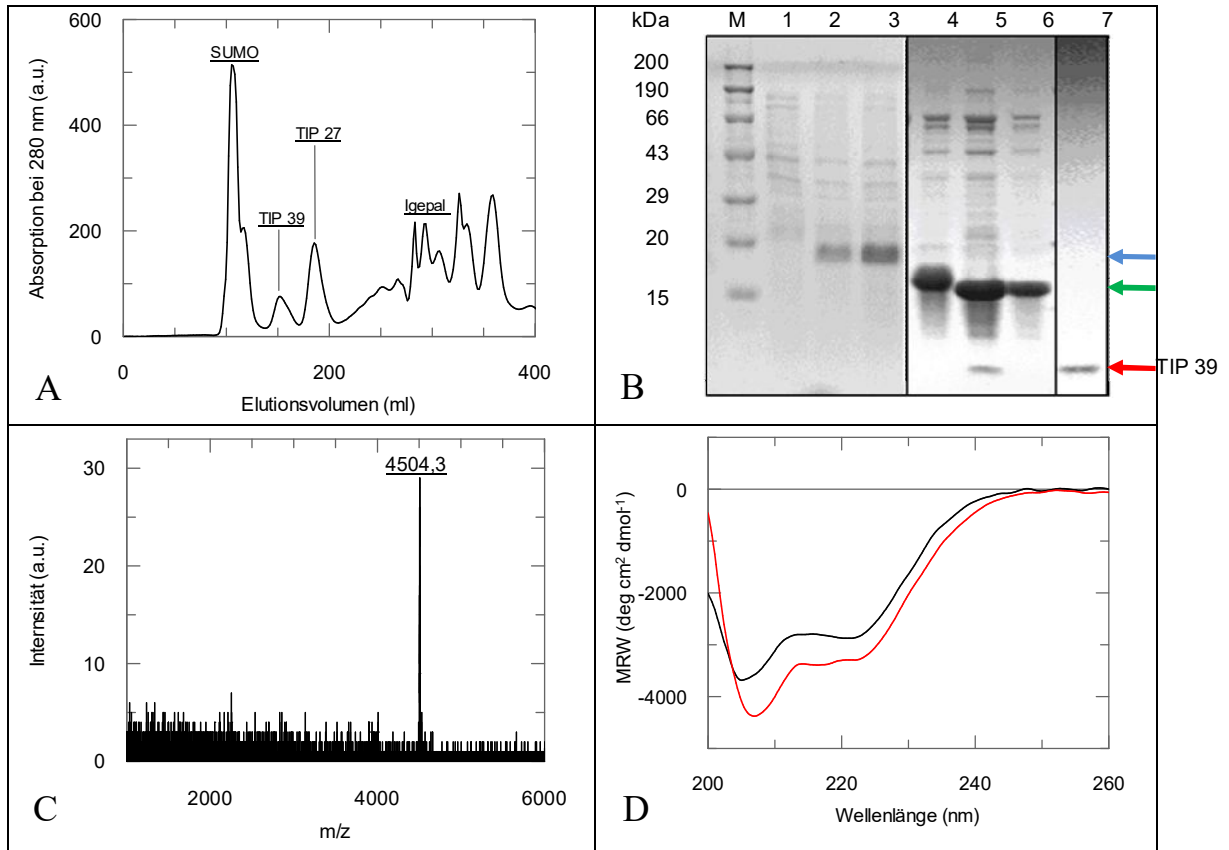 600
400
200
0
0
200
400
Absorption bei 280 nm (a.u.)
Elutionsvolumen (ml)
SUMO
TIP 39
TIP 27
Igepal
A
kDa M 1 2 3 4 5 6 7
200
190
66
43
29
20
15
TIP 39
B
30
20
10
0
2000
4000
6000
Internsität (a.u.)
m/z
4504,3
C
0
-2000
-4000
200
220
240
260
MRW (deg cm² dmol⁻¹)
Wellenlänge (nm)
D